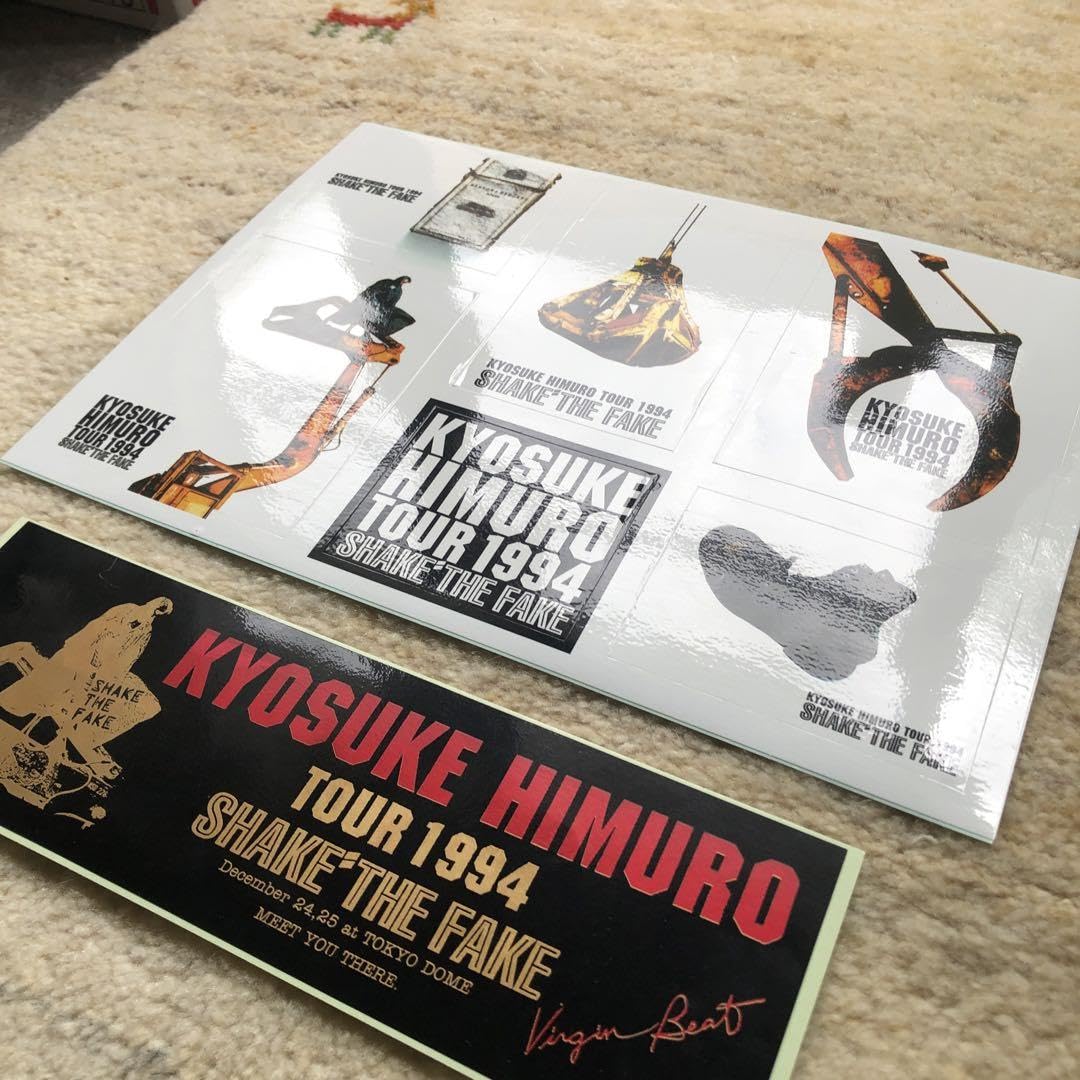 KYOSUKE HIMURO TOUR 1994
SHAKE THE FAKE
KYOSUKE HIMURO TOUR 1994
SHAKE THE FAKE
KYOSUKE
HIMURO
TOUR 1994
SHAKE THE FAKE
KYOSUKE
HIMURO
TOUR 1994
SHAKE THE FAKE
KYOSUKE
HIMURO
TOUR 1994
SHAKE THE FAKE
KYOSUKE HIMURO TOUR 1994
SHAKE THE FAKE
SHAKE
THE
FAKE
KYOSUKE HIMURO
TOUR 1994
SHAKE THE FAKE
December 24,25 at TOKYO DOME
MEET YOU THERE.
Virgin Beat